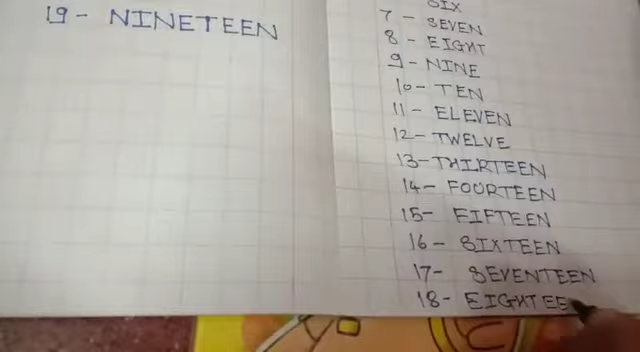 19- NINETEEN
SIX
7 - SEVEN
8 - EIGHT
9 - NINE
10 - TEN
11 - ELEVEN
12 - TWELVE
13-THIRTEEN
14- FOURTEEN
15- FIFTEEN
16- SIXTEEN
17- SEVENTEEN
18- EIGHTEE